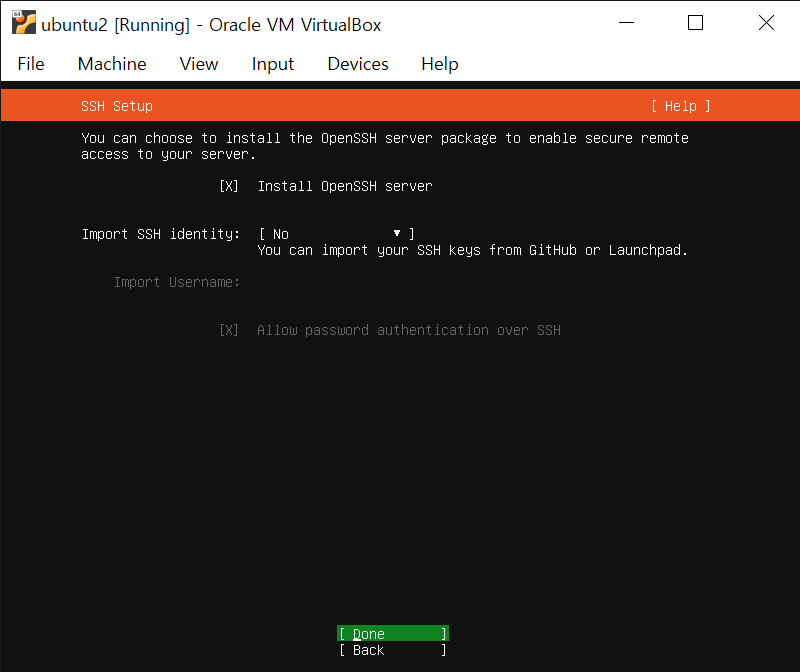 ubuntu2 [Running] - Oracle VM VirtualBox
File Machine View Input Devices Help
SSH Setup [ Help ]
You can choose to install the OpenSSH server package to enable secure remote
access to your server.
[X] Install OpenSSH server
Import SSH identity: [ No ▾ ]
You can import your SSH keys from GitHub or Launchpad.
Import Username:
[X] Allow password authentication over SSH
[ Done ]
[ Back ]